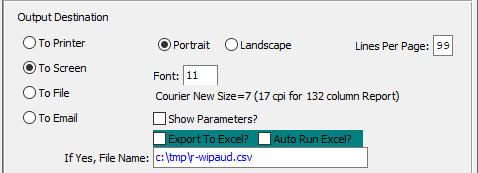 Output Destination
To Printer Portrait Landscape Lines Per Page: 99
To Screen
Font: 11
To File
Courier New Size=7 (17 cpi for 132 column Report)
To Email Show Parameters?
Export To Excel? Auto Run Excel?
If Yes, File Name: c:\tmp\r-wipaud.csv